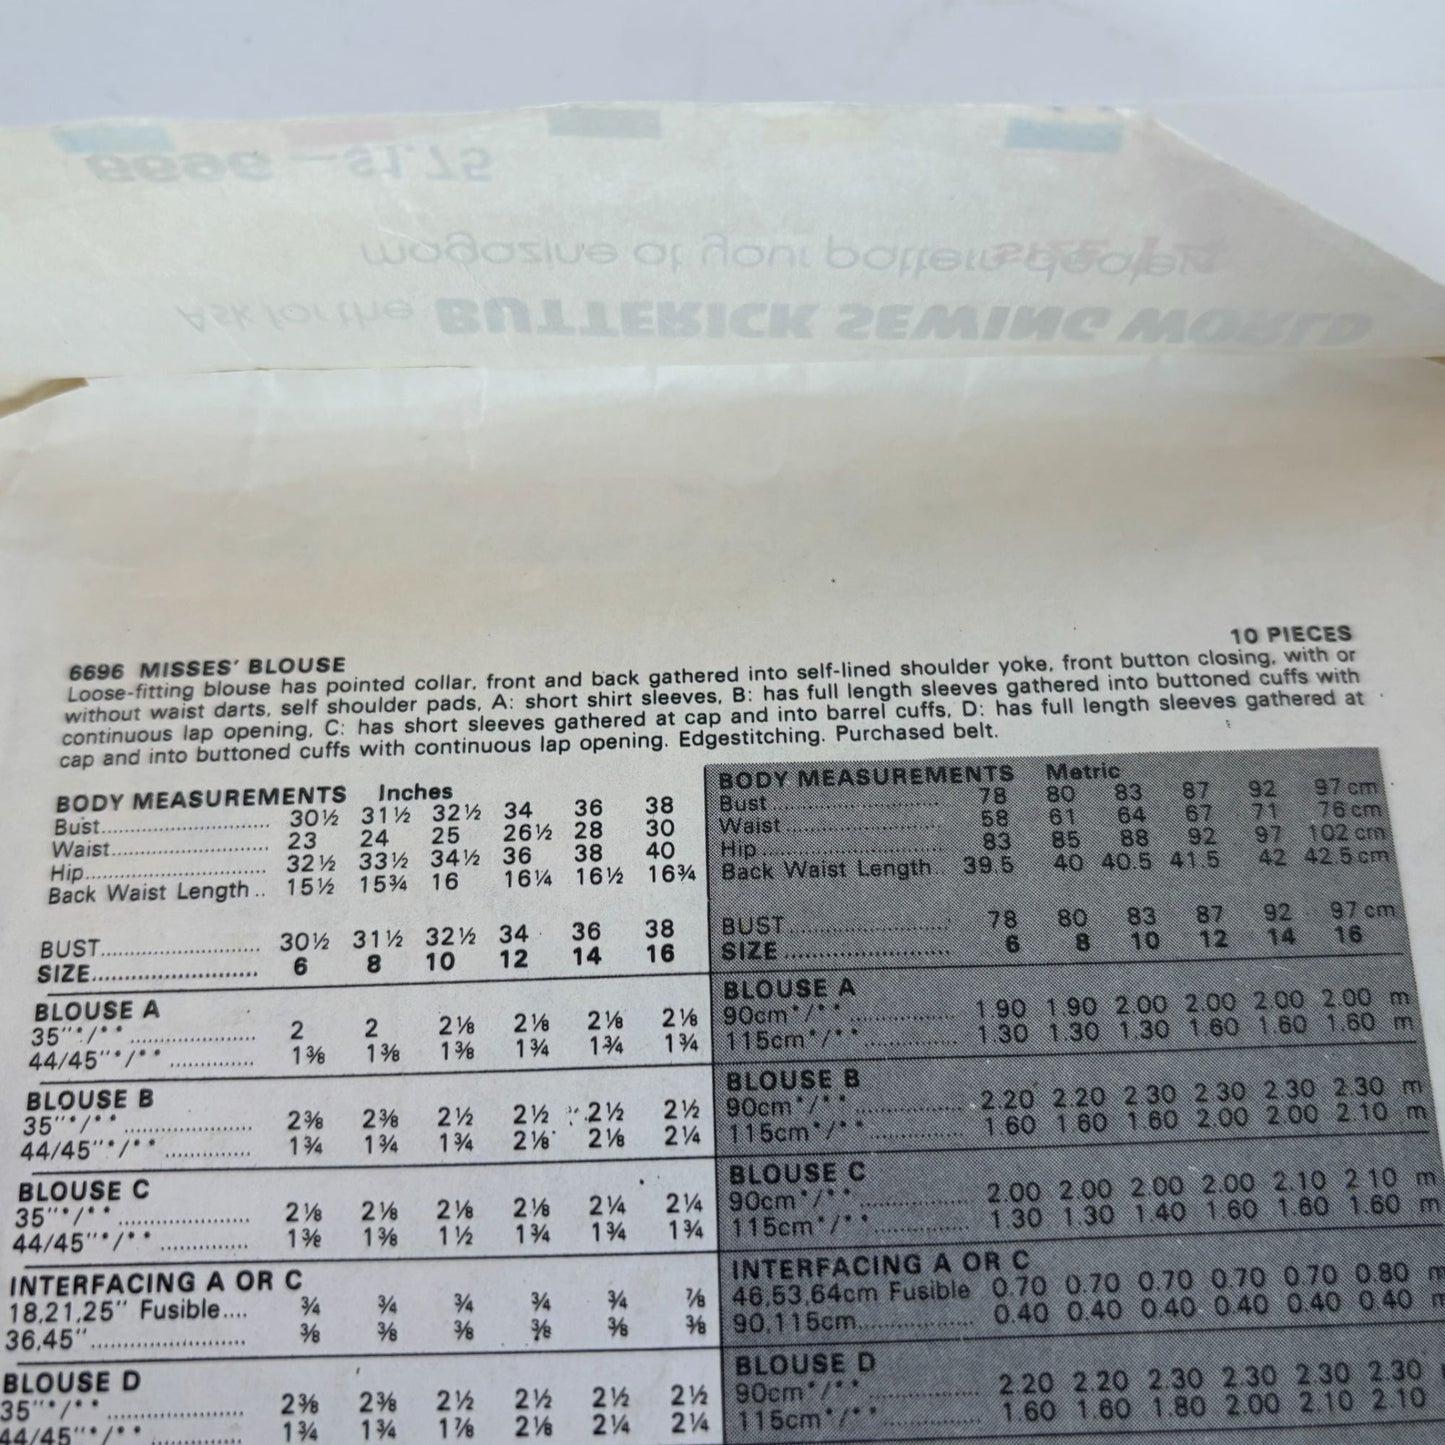 6696 — $1.75
magazine at your pattern dealer
SIZE 12
Ask for the BUTTERICK SEWING WORLD
10 PIECES
6696 MISSES' BLOUSE
Loose-fitting blouse has pointed collar, front and back gathered into self-lined shoulder yoke, front button closing, with or
without waist darts, self shoulder pads, A: short shirt sleeves, B: has full length sleeves gathered into buttoned cuffs with
continuous lap opening, C: has short sleeves gathered at cap and into barrel cuffs, D: has full length sleeves gathered at
cap and into buttoned cuffs with continuous lap opening. Edgestitching. Purchased belt.
BODY MEASUREMENTS Inches
Bust 30½ 31½ 32½ 34 36 38
Waist 23 24 25 26½ 28 30
Hip 32½ 33½ 34½ 36 38 40
Back Waist Length .. 15½ 15¾ 16 16¼ 16½ 16¾
BUST 30½ 31½ 32½ 34 36 38
SIZE 6 8 10 12 14 16
BLOUSE A
35"*/** 2 2 2⅛ 2⅛ 2⅛ 2⅛
44/45"*/** 1⅜ 1⅜ 1⅜ 1¾ 1¾ 1¾
BLOUSE B
35"*/** 2⅜ 2⅜ 2½ 2½ 2½ 2½
44/45"*/** 1¾ 1¾ 1¾ 2⅛ 2⅛ 2¼
BLOUSE C
35"*/** 2⅛ 2⅛ 2⅛ 2⅛ 2¼ 2¼
44/45"*/** 1⅜ 1⅜ 1½ 1¾ 1¾ 1¾
INTERFACING A OR C
18,21,25" Fusible.... ¾ ¾ ¾ ¾ ¾ ⅞
36,45" ⅜ ⅜ ⅜ ⅜ ⅜ ⅜
BLOUSE D
35"*/** 2⅜ 2⅜ 2½ 2½ 2½ 2½
44/45"*/** 1¾ 1¾ 1⅞ 2⅛ 2¼ 2¼
BODY MEASUREMENTS Metric
Bust 78 80 83 87 92 97 cm
Waist 58 61 64 67 71 76 cm
Hip 83 85 88 92 97 102 cm
Back Waist Length. 39.5 40 40.5 41.5 42 42.5 cm
BUST 78 80 83 87 92 97 cm
SIZE 6 8 10 12 14 16
BLOUSE A
90cm*/** 1.90 1.90 2.00 2.00 2.00 2.00 m
115cm*/** 1.30 1.30 1.30 1.60 1.60 1.60 m
BLOUSE B
90cm*/** 2.20 2.20 2.30 2.30 2.30 2.30 m
115cm*/** 1.60 1.60 1.60 2.00 2.00 2.10 m
BLOUSE C
90cm*/** 2.00 2.00 2.00 2.00 2.10 2.10 m
115cm*/** 1.30 1.30 1.40 1.60 1.60 1.60 m
INTERFACING A OR C
46,53,64cm Fusible 0.70 0.70 0.70 0.70 0.70 0.80 m
90,115cm 0.40 0.40 0.40 0.40 0.40 0.40 m
BLOUSE D
90cm*/** 2.20 2.20 2.30 2.30 2.30 2.30
115cm*/** 1.60 1.60 1.80 2.00 2.10 2.10